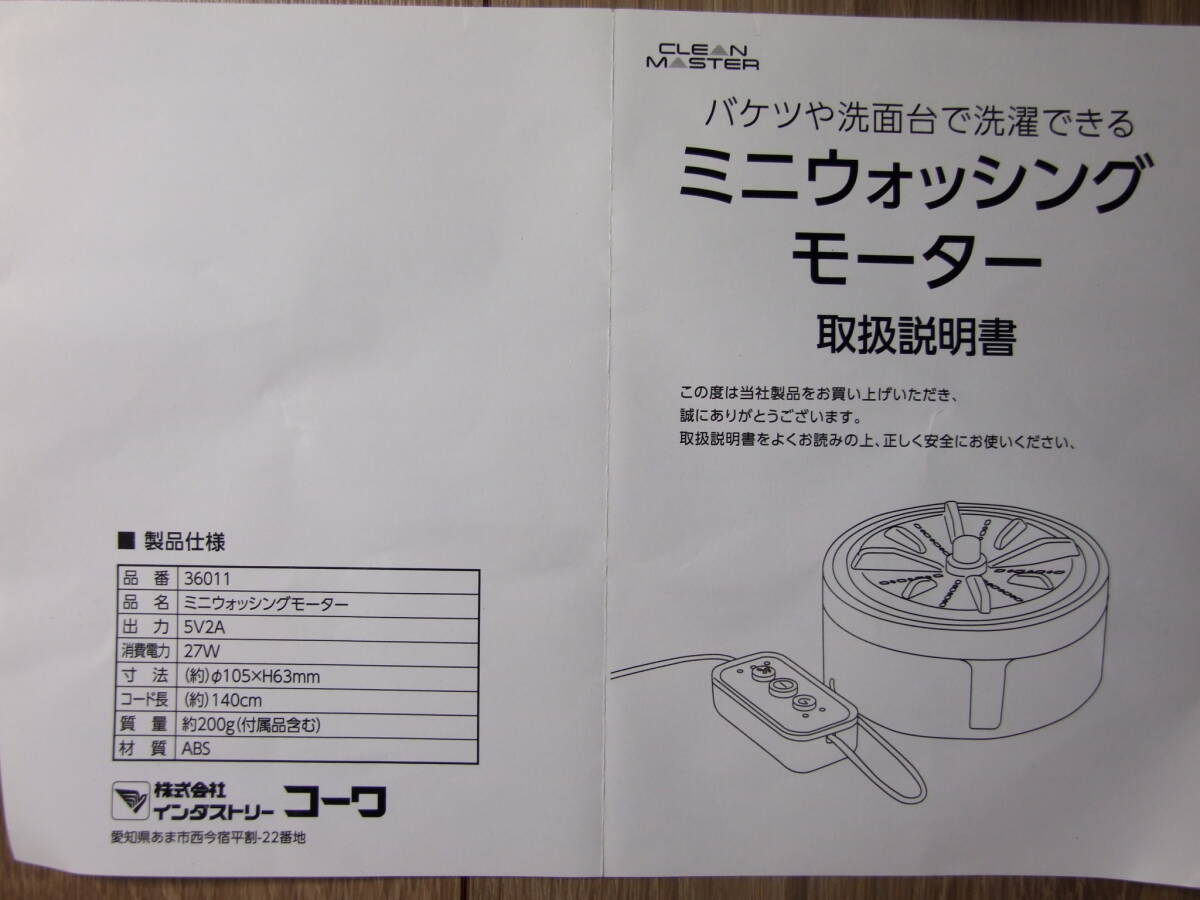 CLEAN
MASTER
バケツや洗面台で洗濯できる
ミニウォッシング
モーター
取扱説明書
この度は当社製品をお買い上げいただき、
誠にありがとうございます。
取扱説明書をよくお読みの上、正しく安全にお使いください、
■ 製品仕様
品番 36011
品名 ミニウォッシングモーター
出力 5V2A
消費電力 27W
寸法 (約)φ105×H63mm
コード長 (約)140cm
質量 約200g(付属品含む)
材質 ABS
株式会社
インダストリー コーワ
愛知県あま市西今宿平割-22番地